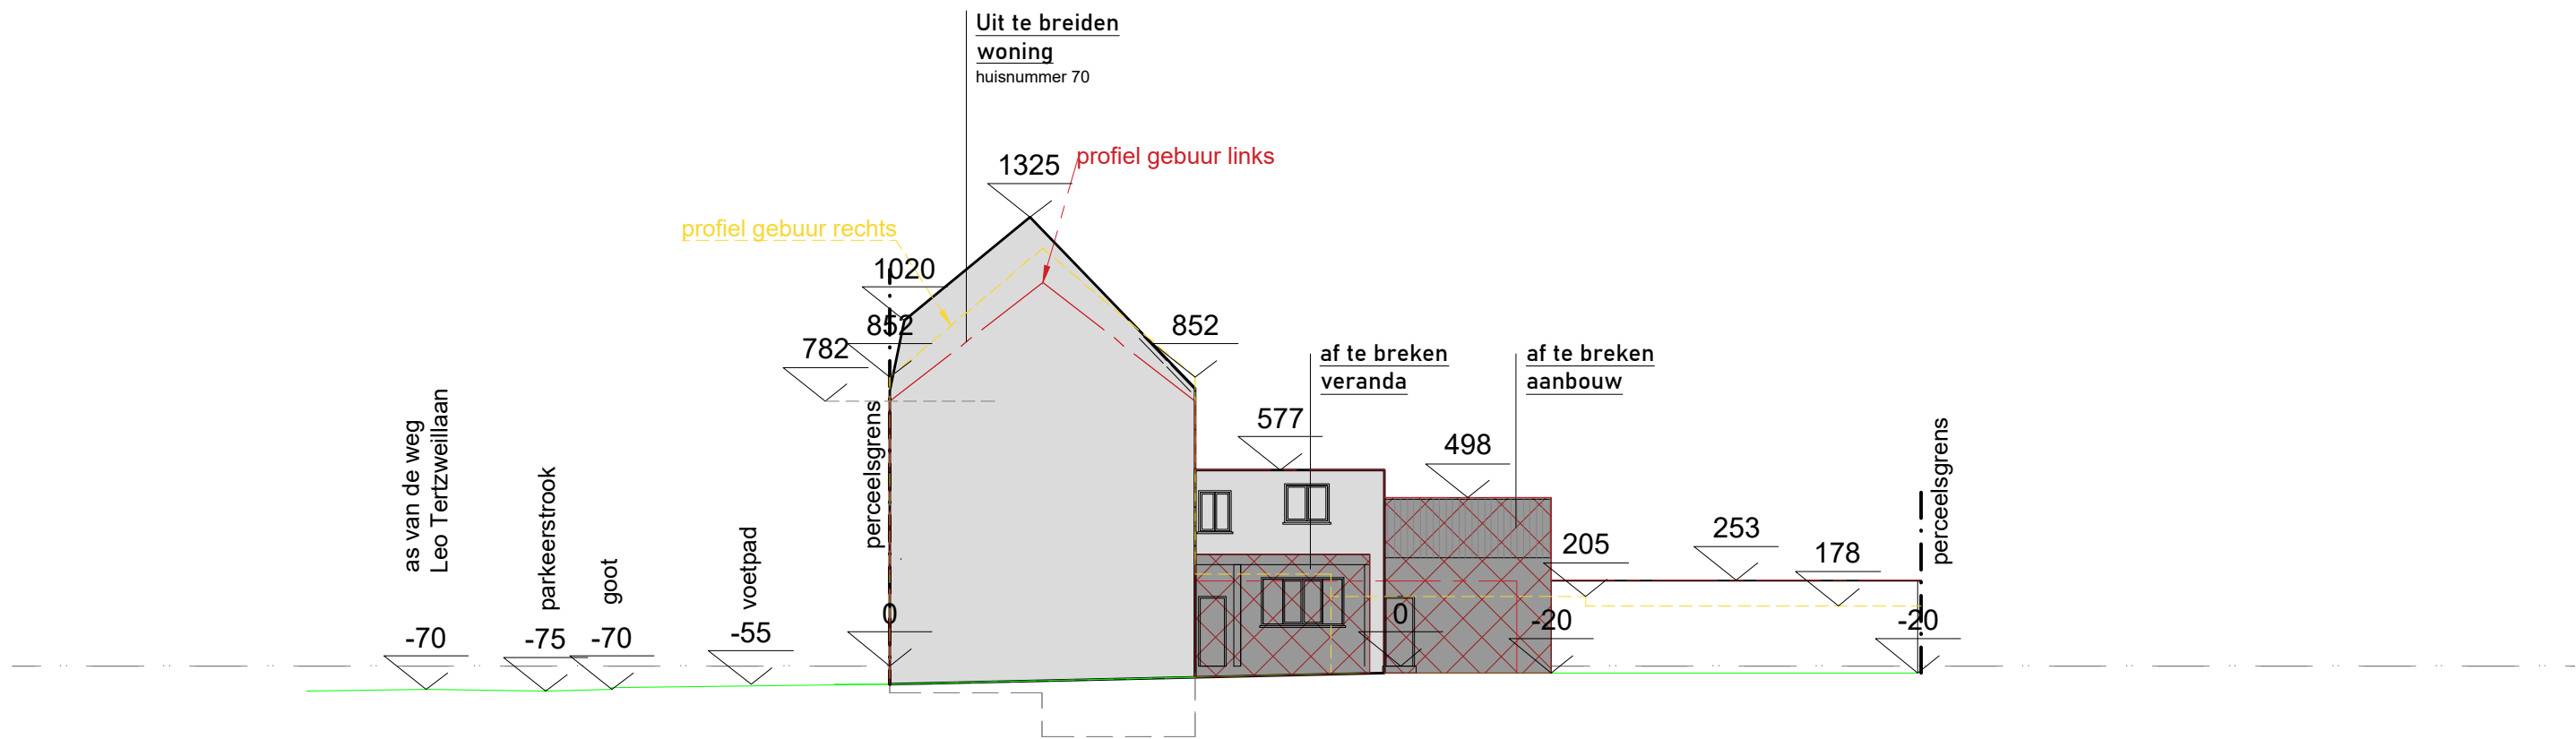 Uit te breiden
woning
huisnummer 70
1325
profiel gebuur links
profiel gebuur rechts
1020
852
852
782
af te breken
veranda
af te breken
aanbouw
577
498
perceelsgrens
as van de weg
Leo Tertzweillaan
parkeerstrook
goot
voetpad
205
253
178
perceelsgrens
0
0
-20
-20
-70
-75
-70
-55